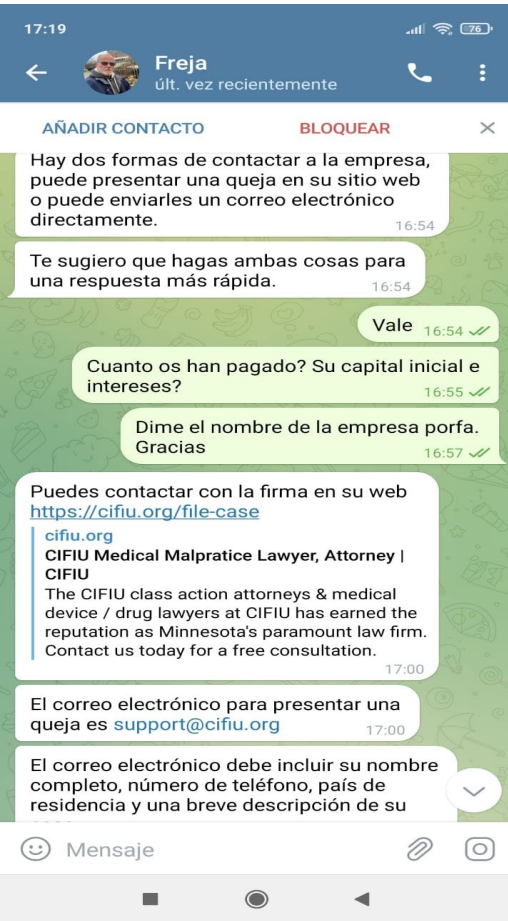 17:19
76
Freja
últ. vez recientemente
AÑADIR CONTACTO
BLOQUEAR
Hay dos formas de contactar a la empresa,
puede presentar una queja en su sitio web
o puede enviarles un correo electrónico
directamente.
16:54
Te sugiero que hagas ambas cosas para
una respuesta más rápida.
16:54
Vale
16:54
Cuanto os han pagado? Su capital inicial e
intereses?
16:55
Dime el nombre de la empresa porfa.
Gracias
16:57
Puedes contactar con la firma en su web
https://cifiu.org/file-case
cifiu.org
CIFIU Medical Malpratice Lawyer, Attorney |
CIFIU
The CIFIU class action attorneys & medical
device / drug lawyers at CIFIU has earned the
reputation as Minnesota's paramount law firm.
Contact us today for a free consultation.
17:00
El correo electrónico para presentar una
queja es support@cifiu.org
17:00
El correo electrónico debe incluir su nombre
completo, número de teléfono, país de
residencia y una breve descripción de su
Mensaje